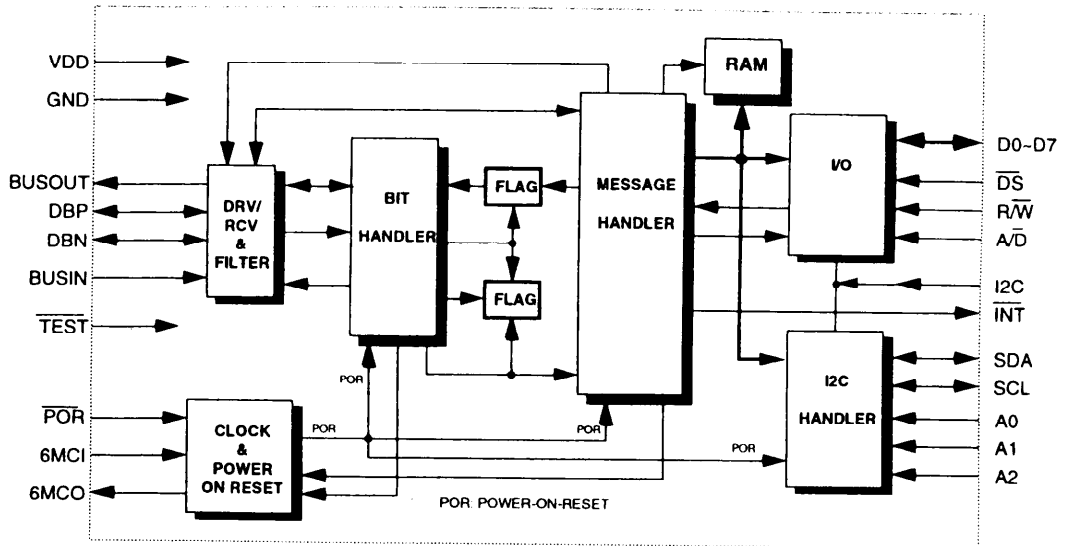 VDD
GND
BUSOUT
DBP
DBN
BUSIN
TEST
POR
6MCI
6MCO
DRV/
RCV
&
FILTER
BIT
HANDLER
FLAG
FLAG
MESSAGE
HANDLER
RAM
I/O
I2C
HANDLER
CLOCK
&
POWER
ON RESET
POR
POR
POR
POR
POR: POWER-ON-RESET
D0~D7
DS
R/W
A/D
I2C
INT
SDA
SCL
A0
A1
A2